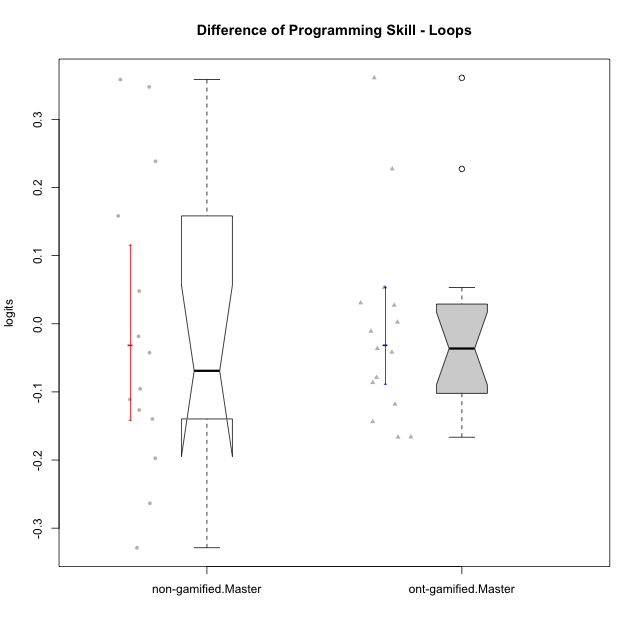 Difference of Programming Skill - Loops
logits
0.3
0.2
0.1
0.0
-0.1
-0.2
-0.3
non-gamified.Master
ont-gamified.Master